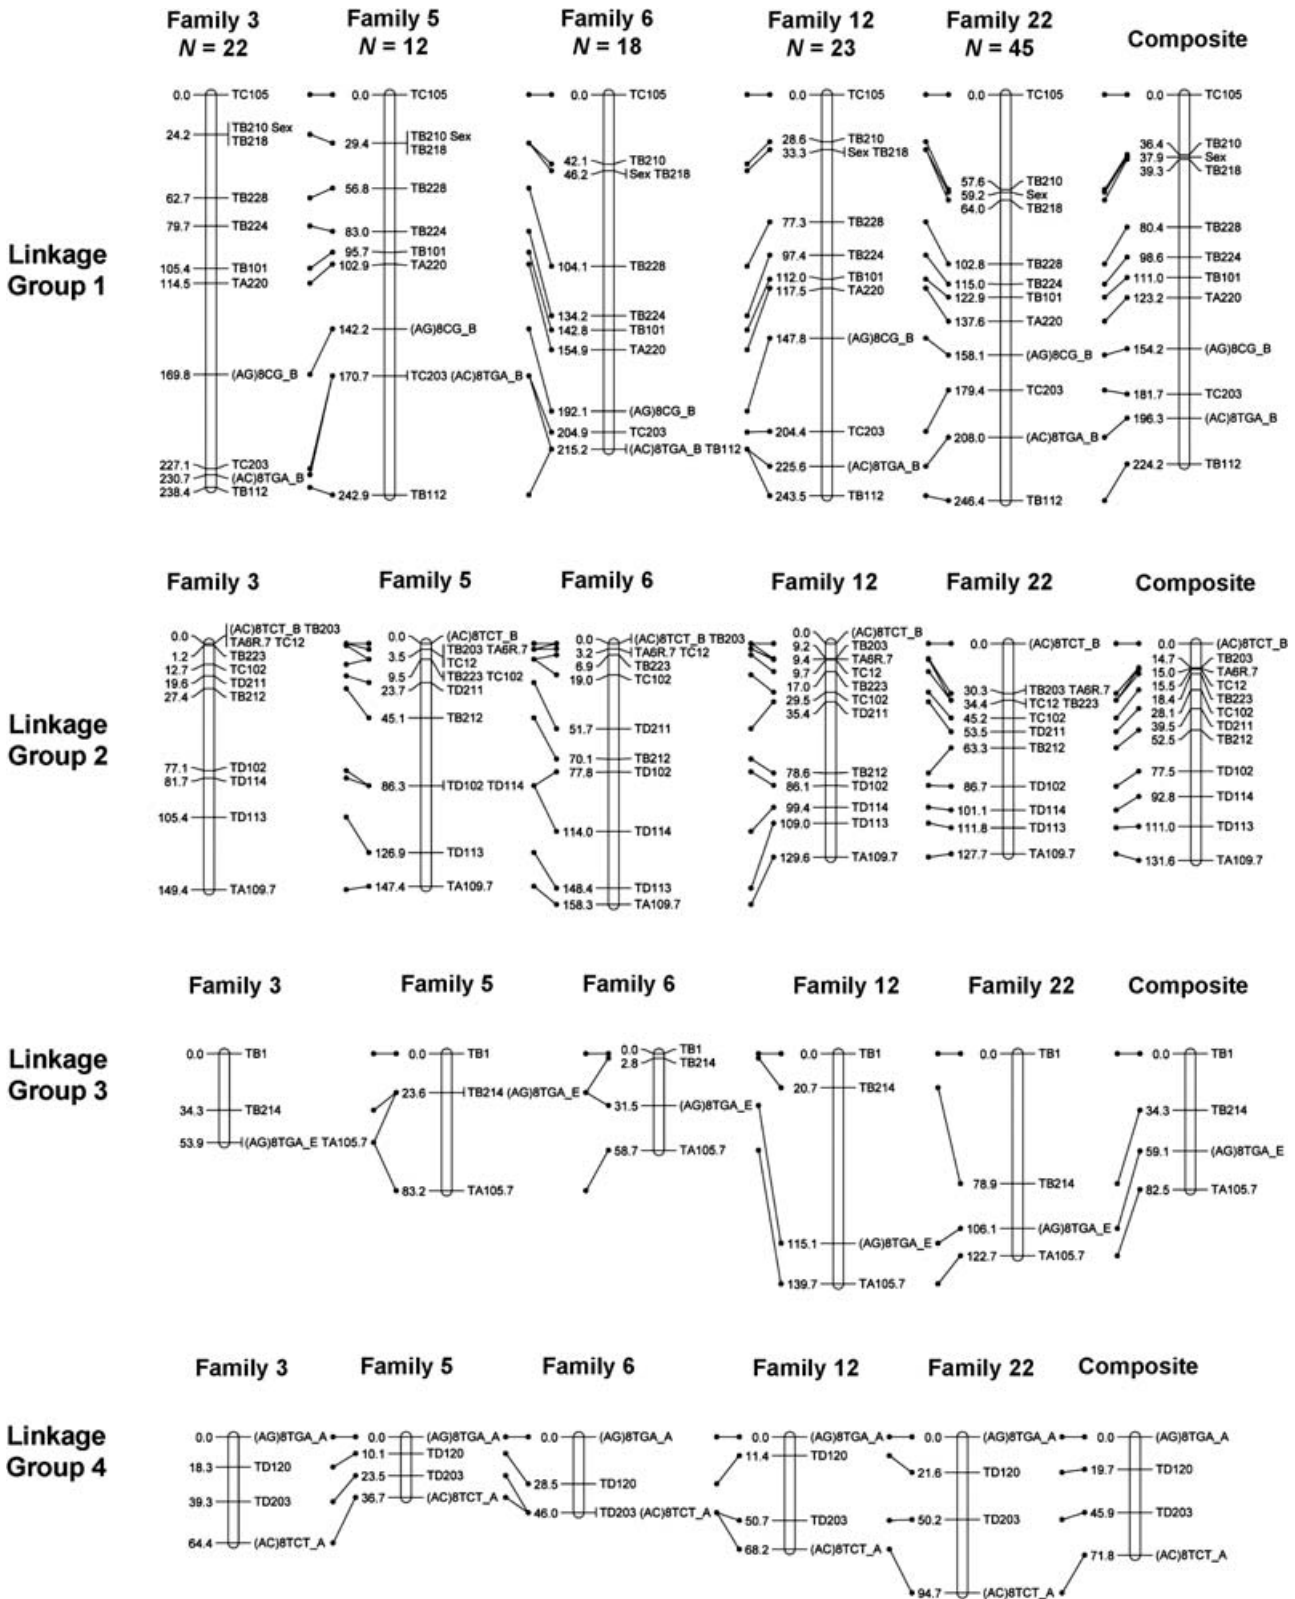 Family 3
N = 22
Family 5
N = 12
Family 6
N = 18
Family 12
N = 23
Family 22
N = 45
Composite
Linkage
Group 1
0.0 TC105
24.2 TB210 Sex
TB218
62.7 TB228
79.7 TB224
105.4 TB101
114.5 TA220
169.8 (AG)8CG_B
227.1 TC203
230.7 (AC)8TGA_B
238.4 TB112
0.0 TC105
29.4 TB210 Sex
TB218
56.8 TB228
83.0 TB224
95.7 TB101
102.9 TA220
142.2 (AG)8CG_B
170.7 TC203 (AC)8TGA_B
242.9 TB112
0.0 TC105
42.1 TB210
46.2 Sex TB218
104.1 TB228
134.2 TB224
142.8 TB101
154.9 TA220
192.1 (AG)8CG_B
204.9 TC203
215.2 (AC)8TGA_B TB112
0.0 TC105
28.6 TB210
33.3 Sex TB218
77.3 TB228
97.4 TB224
112.0 TB101
117.5 TA220
147.8 (AG)8CG_B
204.4 TC203
225.6 (AC)8TGA_B
243.5 TB112
0.0 TC105
57.6 TB210
59.2 Sex
64.0 TB218
102.8 TB228
115.0 TB224
122.9 TB101
137.6 TA220
158.1 (AG)8CG_B
179.4 TC203
208.0 (AC)8TGA_B
246.4 TB112
0.0 TC105
36.4 TB210
37.9 Sex
39.3 TB218
80.4 TB228
98.6 TB224
111.0 TB101
123.2 TA220
154.2 (AG)8CG_B
181.7 TC203
196.3 (AC)8TGA_B
224.2 TB112
Family 3
Family 5
Family 6
Family 12
Family 22
Composite
Linkage
Group 2
0.0 (AC)8TCT_B TB203
TA6R.7 TC12
1.2 TB223
12.7 TC102
19.6 TD211
27.4 TB212
77.1 TD102
81.7 TD114
105.4 TD113
149.4 TA109.7
0.0 (AC)8TCT_B
3.5 TB203 TA6R.7
TC12
9.5 TB223 TC102
23.7 TD211
45.1 TB212
86.3 TD102 TD114
126.9 TD113
147.4 TA109.7
0.0 (AC)8TCT_B TB203
3.2 TA6R.7 TC12
6.9 TB223
19.0 TC102
51.7 TD211
70.1 TB212
77.8 TD102
114.0 TD114
148.4 TD113
158.3 TA109.7
0.0 (AC)8TCT_B
9.2 TB203
9.4 TA6R.7
9.7 TC12
17.0 TB223
29.5 TC102
35.4 TD211
78.6 TB212
86.1 TD102
99.4 TD114
109.0 TD113
129.6 TA109.7
0.0 (AC)8TCT_B
30.3 TB203 TA6R.7
34.4 TC12 TB223
45.2 TC102
53.5 TD211
63.3 TB212
86.7 TD102
101.1 TD114
111.8 TD113
127.7 TA109.7
0.0 (AC)8TCT_B
14.7 TB203
15.0 TA6R.7
15.5 TC12
18.4 TB223
28.1 TC102
39.5 TD211
52.5 TB212
77.5 TD102
92.8 TD114
111.0 TD113
131.6 TA109.7
Family 3
Family 5
Family 6
Family 12
Family 22
Composite
Linkage
Group 3
0.0 TB1
34.3 TB214
53.9 (AG)8TGA_E TA105.7
0.0 TB1
23.6 TB214 (AG)8TGA_E
83.2 TA105.7
0.0 TB1
2.8 TB214
31.5 (AG)8TGA_E
58.7 TA105.7
0.0 TB1
20.7 TB214
115.1 (AG)8TGA_E
139.7 TA105.7
0.0 TB1
78.9 TB214
106.1 (AG)8TGA_E
122.7 TA105.7
0.0 TB1
34.3 TB214
59.1 (AG)8TGA_E
82.5 TA105.7
Family 3
Family 5
Family 6
Family 12
Family 22
Composite
Linkage
Group 4
0.0 (AG)8TGA_A
18.3 TD120
39.3 TD203
64.4 (AC)8TCT_A
0.0 (AG)8TGA_A
10.1 TD120
23.5 TD203
36.7 (AC)8TCT_A
0.0 (AG)8TGA_A
28.5 TD120
46.0 TD203 (AC)8TCT_A
0.0 (AG)8TGA_A
11.4 TD120
50.7 TD203
68.2 (AC)8TCT_A
0.0 (AG)8TGA_A
21.6 TD120
50.2 TD203
94.7 (AC)8TCT_A
0.0 (AG)8TGA_A
19.7 TD120
45.9 TD203
71.8 (AC)8TCT_A